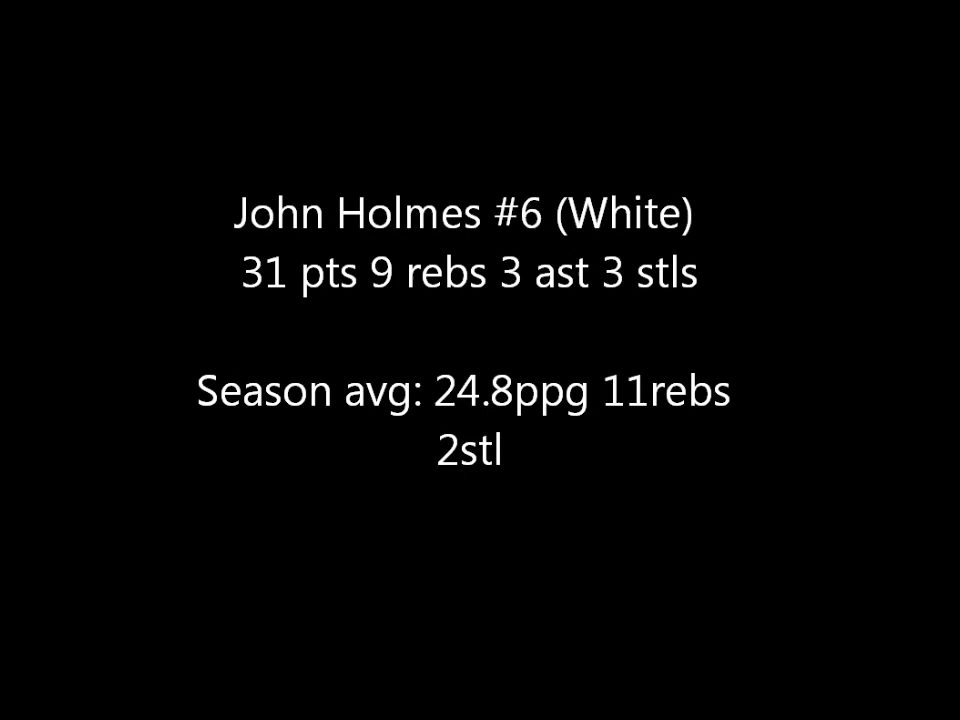 John Holmes #6 (White)
31 pts 9 rebs 3 ast 3 stls
Season avg: 24.8ppg 11rebs
2stl